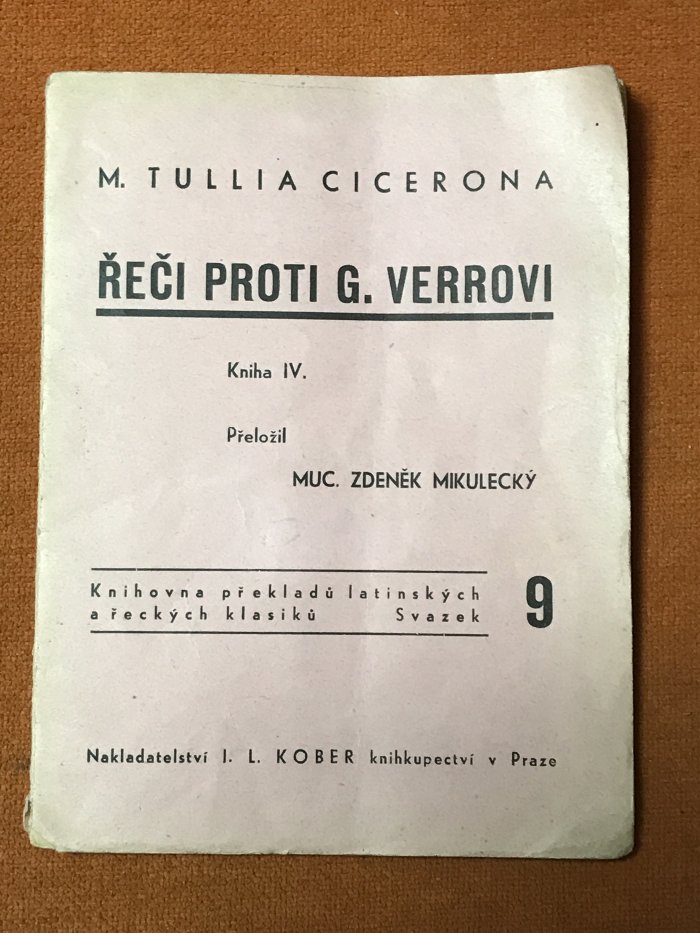 M. TULLIA CICERONA
ŘEČI PROTI G. VERROVI
Kniha IV.
Přeložil
MUC. ZDENĚK MIKULECKÝ
Knihovna překladů latinských
a řeckých klasiků Svazek 9
Nakladatelství I. L. KOBER knihkupectví v Praze